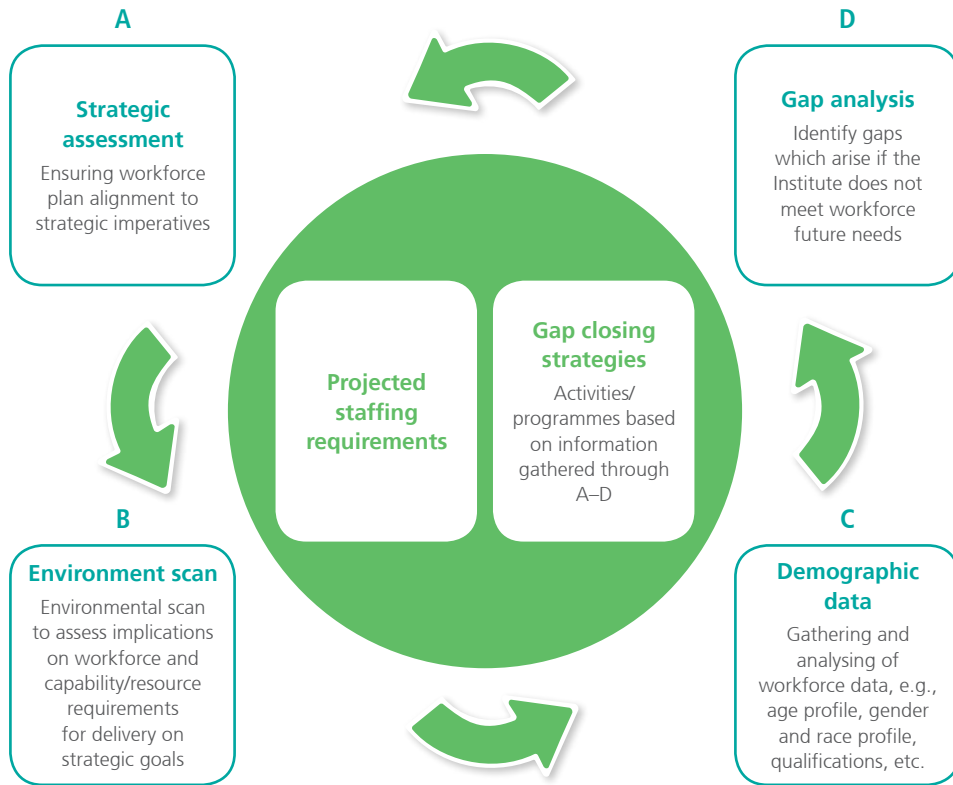 A
Strategic
assessment
Ensuring workforce
plan alignment to
strategic imperatives
B
Environment scan
Environmental scan
to assess implications
on workforce and
capability/resource
requirements
for delivery on
strategic goals
Projected
staffing
requirements
Gap closing
strategies
Activities/
programmes based
on information
gathered through
A–D
C
Demographic
data
Gathering and
analysing of
workforce data, e.g.,
age profile, gender
and race profile,
qualifications, etc.
D
Gap analysis
Identify gaps
which arise if the
Institute does not
meet workforce
future needs